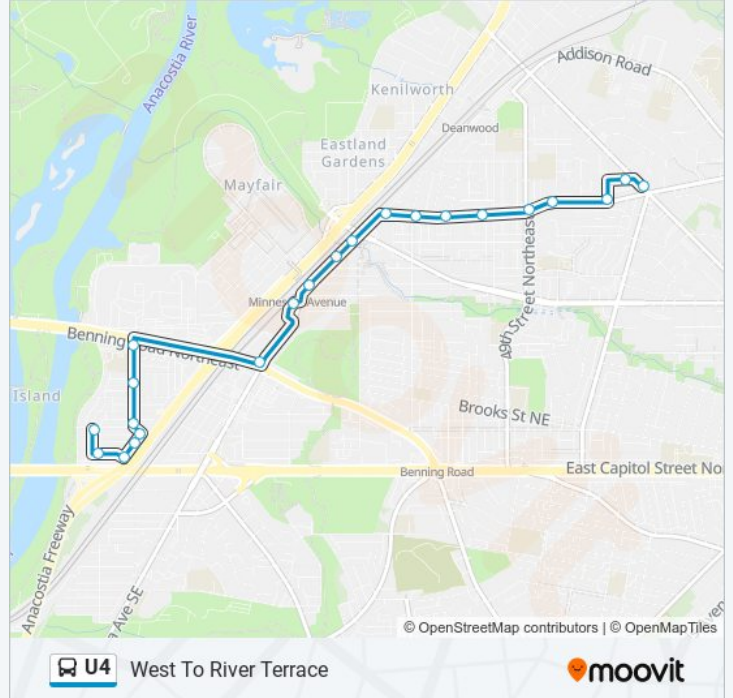 Anacostia River
Addison Road
Kenilworth
Deanwood
Eastland
Gardens
Mayfair
Avenue
49th Street Northeast
Benning Road Northeast
Island
Brooks St NE
Benning Road
East Capitol Street No
Anacostia Freeway
a Ave SE
© OpenStreetMap contributors | © OpenMapTiles
U4 West To River Terrace
moovit